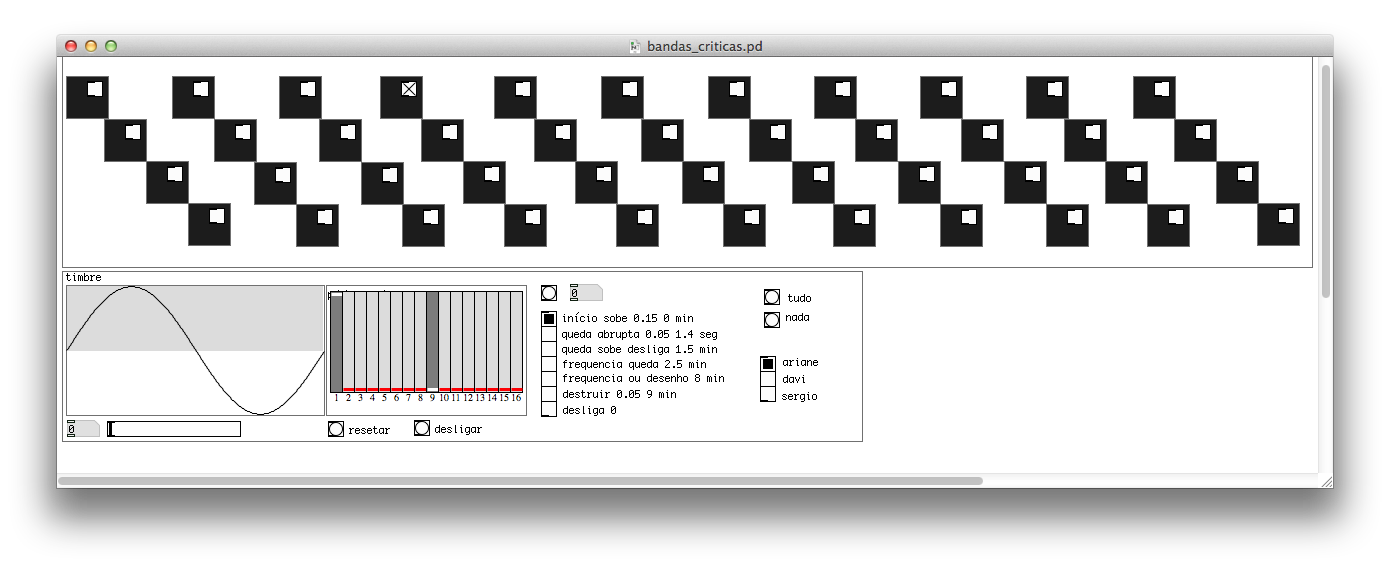 bandas_criticas.pd
timbre
0
início sobe 0.15 0 min
queda abrupta 0.05 1.4 seg
queda sobe desliga 1.5 min
frequencia queda 2.5 min
frequencia ou desenho 8 min
destruir 0.05 9 min
desliga 0
tudo
nada
ariane
davi
sergio
1 2 3 4 5 6 7 8 9 10 11 12 13 14 15 16
0
resetar
desligar